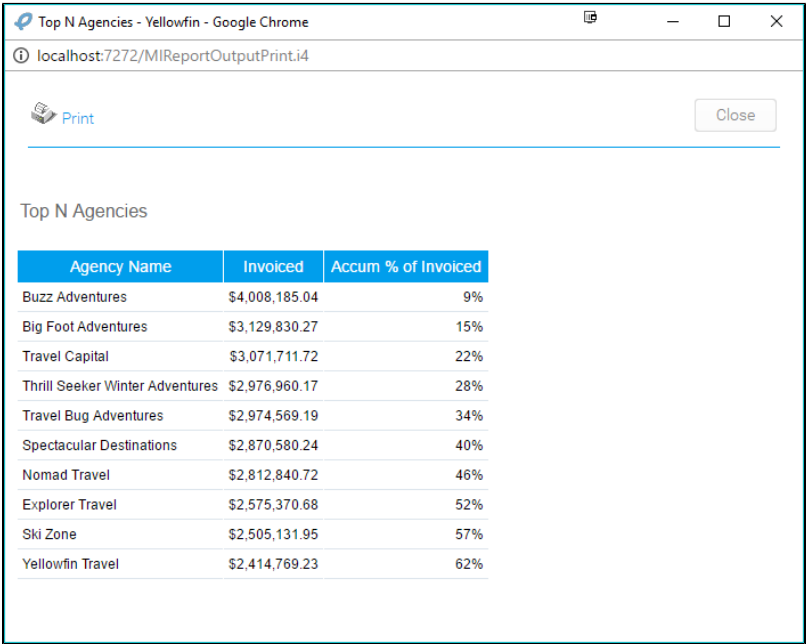 Top N Agencies - Yellowfin - Google Chrome
localhost:7272/MIReportOutputPrint.i4
Print Close
Top N Agencies
Agency Name Invoiced Accum % of Invoiced
Buzz Adventures $4,008,185.04 9%
Big Foot Adventures $3,129,830.27 15%
Travel Capital $3,071,711.72 22%
Thrill Seeker Winter Adventures $2,976,960.17 28%
Travel Bug Adventures $2,974,569.19 34%
Spectacular Destinations $2,870,580.24 40%
Nomad Travel $2,812,840.72 46%
Explorer Travel $2,575,370.68 52%
Ski Zone $2,505,131.95 57%
Yellowfin Travel $2,414,769.23 62%